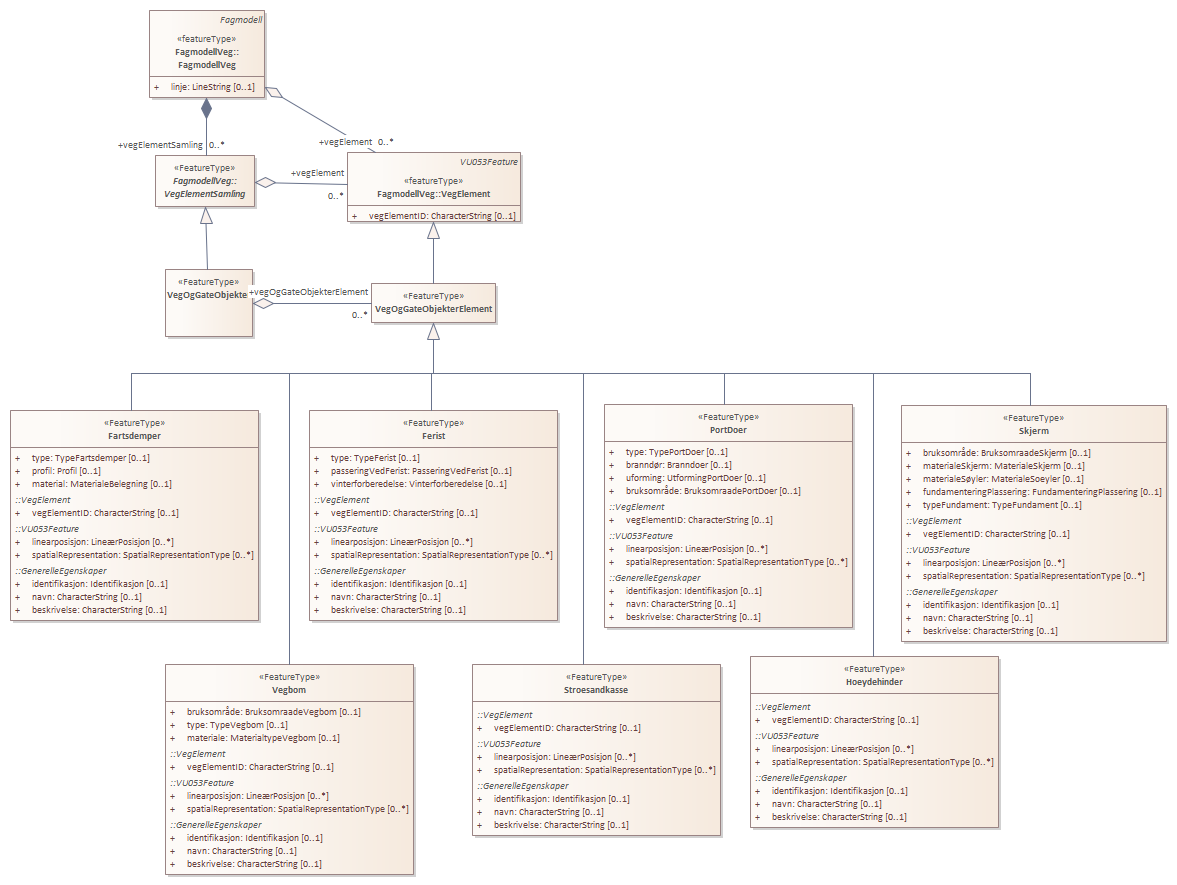 Fagmodell
«featureType»
FagmodellVeg::
FagmodellVeg
+ linje: LineString [0..1]
+vegElementSamling 0..*
+vegElement 0..*
«FeatureType»
FagmodellVeg::
VegElementSamling
+vegElement
0..*
VU053Feature
«featureType»
FagmodellVeg::VegElement
+ vegElementID: CharacterString [0..1]
«FeatureType»
VegOgGateObjekte
+vegOgGateObjekterElement
0..*
«FeatureType»
VegOgGateObjekterElement
«FeatureType»
Fartsdemper
+ type: TypeFartsdemper [0..1]
+ profil: Profil [0..1]
+ material: MaterialeBelegning [0..1]
::VegElement
+ vegElementID: CharacterString [0..1]
::VU053Feature
+ linearposisjon: LineærPosisjon [0..*]
+ spatialRepresentation: SpatialRepresentationType [0..*]
::GenerelleEgenskaper
+ identifikasjon: Identifikasjon [0..1]
+ navn: CharacterString [0..1]
+ beskrivelse: CharacterString [0..1]
«FeatureType»
Ferist
+ type: TypeFerist [0..1]
+ passeringVedFerist: PasseringVedFerist [0..1]
+ vinterforberedelse: Vinterforberedelse [0..1]
::VegElement
+ vegElementID: CharacterString [0..1]
::VU053Feature
+ linearposisjon: LineærPosisjon [0..*]
+ spatialRepresentation: SpatialRepresentationType [0..*]
::GenerelleEgenskaper
+ identifikasjon: Identifikasjon [0..1]
+ navn: CharacterString [0..1]
+ beskrivelse: CharacterString [0..1]
«FeatureType»
PortDoer
+ type: TypePortDoer [0..1]
+ branndør: Branndoer [0..1]
+ uforming: UtformingPortDoer [0..1]
+ bruksområde: BruksomraadePortDoer [0..1]
::VegElement
+ vegElementID: CharacterString [0..1]
::VU053Feature
+ linearposisjon: LineærPosisjon [0..*]
+ spatialRepresentation: SpatialRepresentationType [0..*]
::GenerelleEgenskaper
+ identifikasjon: Identifikasjon [0..1]
+ navn: CharacterString [0..1]
+ beskrivelse: CharacterString [0..1]
«FeatureType»
Skjerm
+ bruksområde: BruksomraadeSkjerm [0..1]
+ materialeSkjerm: MaterialeSkjerm [0..1]
+ materialeSøyler: MaterialeSoeyler [0..1]
+ fundamenteringPlassering: FundamenteringPlassering [0..1]
+ typeFundament: TypeFundament [0..1]
::VegElement
+ vegElementID: CharacterString [0..1]
::VU053Feature
+ linearposisjon: LineærPosisjon [0..*]
+ spatialRepresentation: SpatialRepresentationType [0..*]
::GenerelleEgenskaper
+ identifikasjon: Identifikasjon [0..1]
+ navn: CharacterString [0..1]
+ beskrivelse: CharacterString [0..1]
«FeatureType»
Vegbom
+ bruksområde: BruksomraadeVegbom [0..1]
+ type: TypeVegbom [0..1]
+ materiale: MaterialtypeVegbom [0..1]
::VegElement
+ vegElementID: CharacterString [0..1]
::VU053Feature
+ linearposisjon: LineærPosisjon [0..*]
+ spatialRepresentation: SpatialRepresentationType [0..*]
::GenerelleEgenskaper
+ identifikasjon: Identifikasjon [0..1]
+ navn: CharacterString [0..1]
+ beskrivelse: CharacterString [0..1]
«FeatureType»
Stroesandkasse
::VegElement
+ vegElementID: CharacterString [0..1]
::VU053Feature
+ linearposisjon: LineærPosisjon [0..*]
+ spatialRepresentation: SpatialRepresentationType [0..*]
::GenerelleEgenskaper
+ identifikasjon: Identifikasjon [0..1]
+ navn: CharacterString [0..1]
+ beskrivelse: CharacterString [0..1]
«FeatureType»
Hoeydehinder
::VegElement
+ vegElementID: CharacterString [0..1]
::VU053Feature
+ linearposisjon: LineærPosisjon [0..*]
+ spatialRepresentation: SpatialRepresentationType [0..*]
::GenerelleEgenskaper
+ identifikasjon: Identifikasjon [0..1]
+ navn: CharacterString [0..1]
+ beskrivelse: CharacterString [0..1]